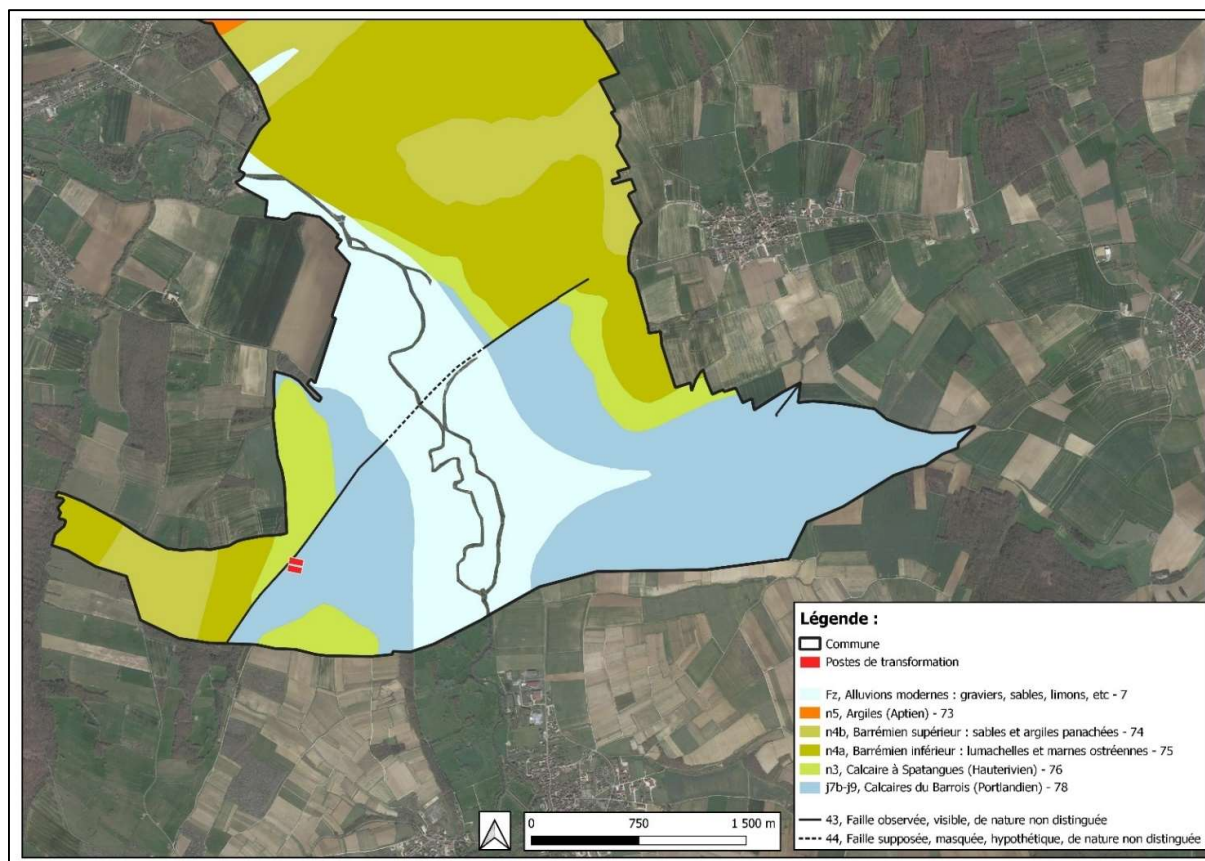 Légende :
Commune
Postes de transformation
Fz, Alluvions modernes : graviers, sables, limons, etc - 7
n5, Argiles (Aptien) - 73
n4b, Barrémien supérieur : sables et argiles panachées - 74
n4a, Barrémien inférieur : lumachelles et marnes ostréennes - 75
n3, Calcaire à Spatangues (Hauterivien) - 76
j7b-j9, Calcaires du Barrois (Portlandien) - 78
43, Faille observée, visible, de nature non distinguée
44, Faille supposée, masquée, hypothétique, de nature non distinguée
0 750 1 500 m